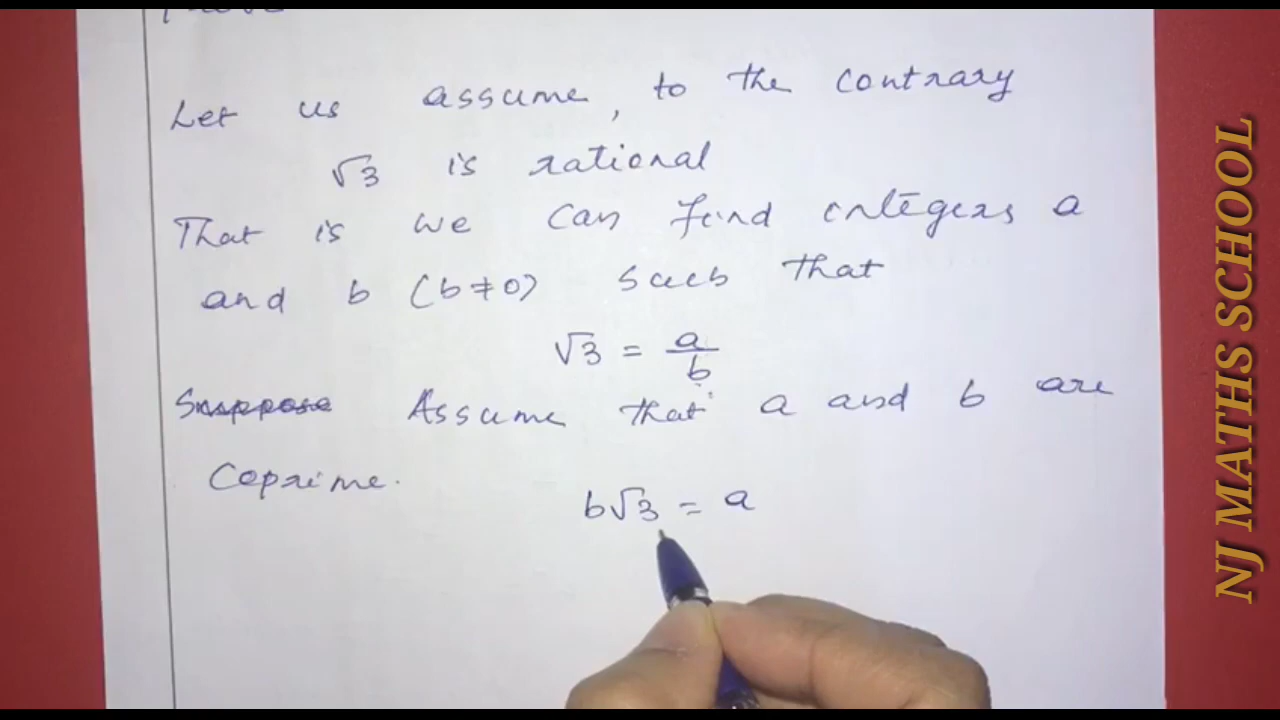 Let us assume, to the contrary
√3 is rational
That is we can find integers a
and b (b ≠ 0) such that
√3 = a/b
Suppose Assume that a and b are
Coprime.
b√3 = a
NJ MATHS SCHOOL